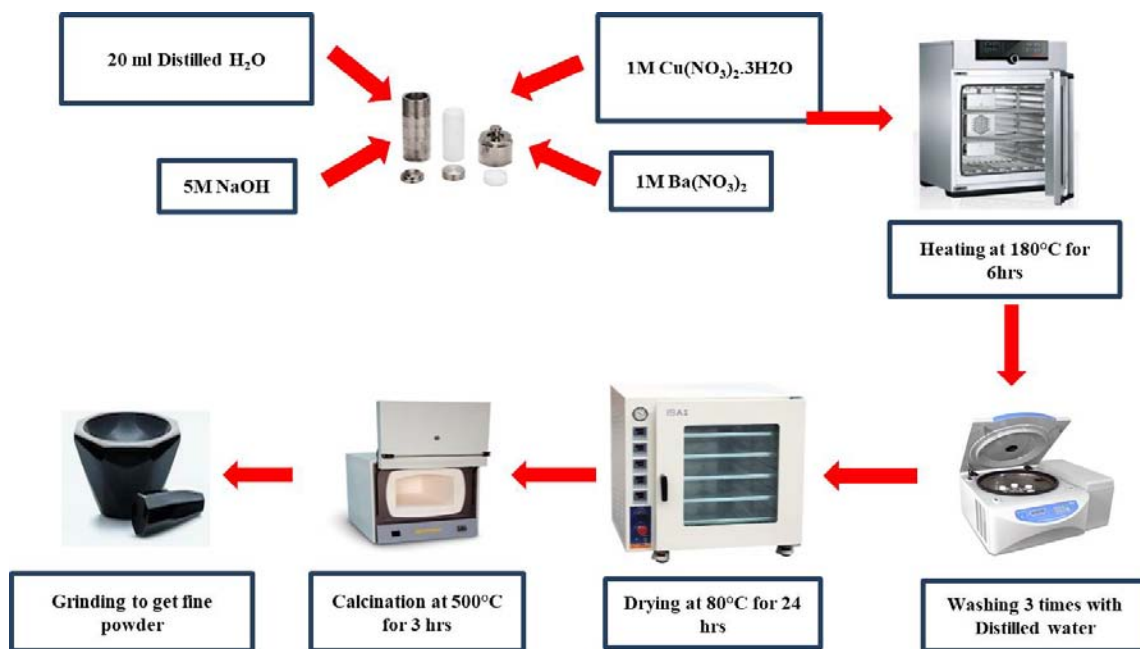 20 ml Distilled H₂O
1M Cu(NO₃)₂.3H2O
5M NaOH
1M Ba(NO₃)₂
Heating at 180°C for
6hrs
Grinding to get fine
powder
Calcination at 500°C
for 3 hrs
Drying at 80°C for 24
hrs
Washing 3 times with
Distilled water